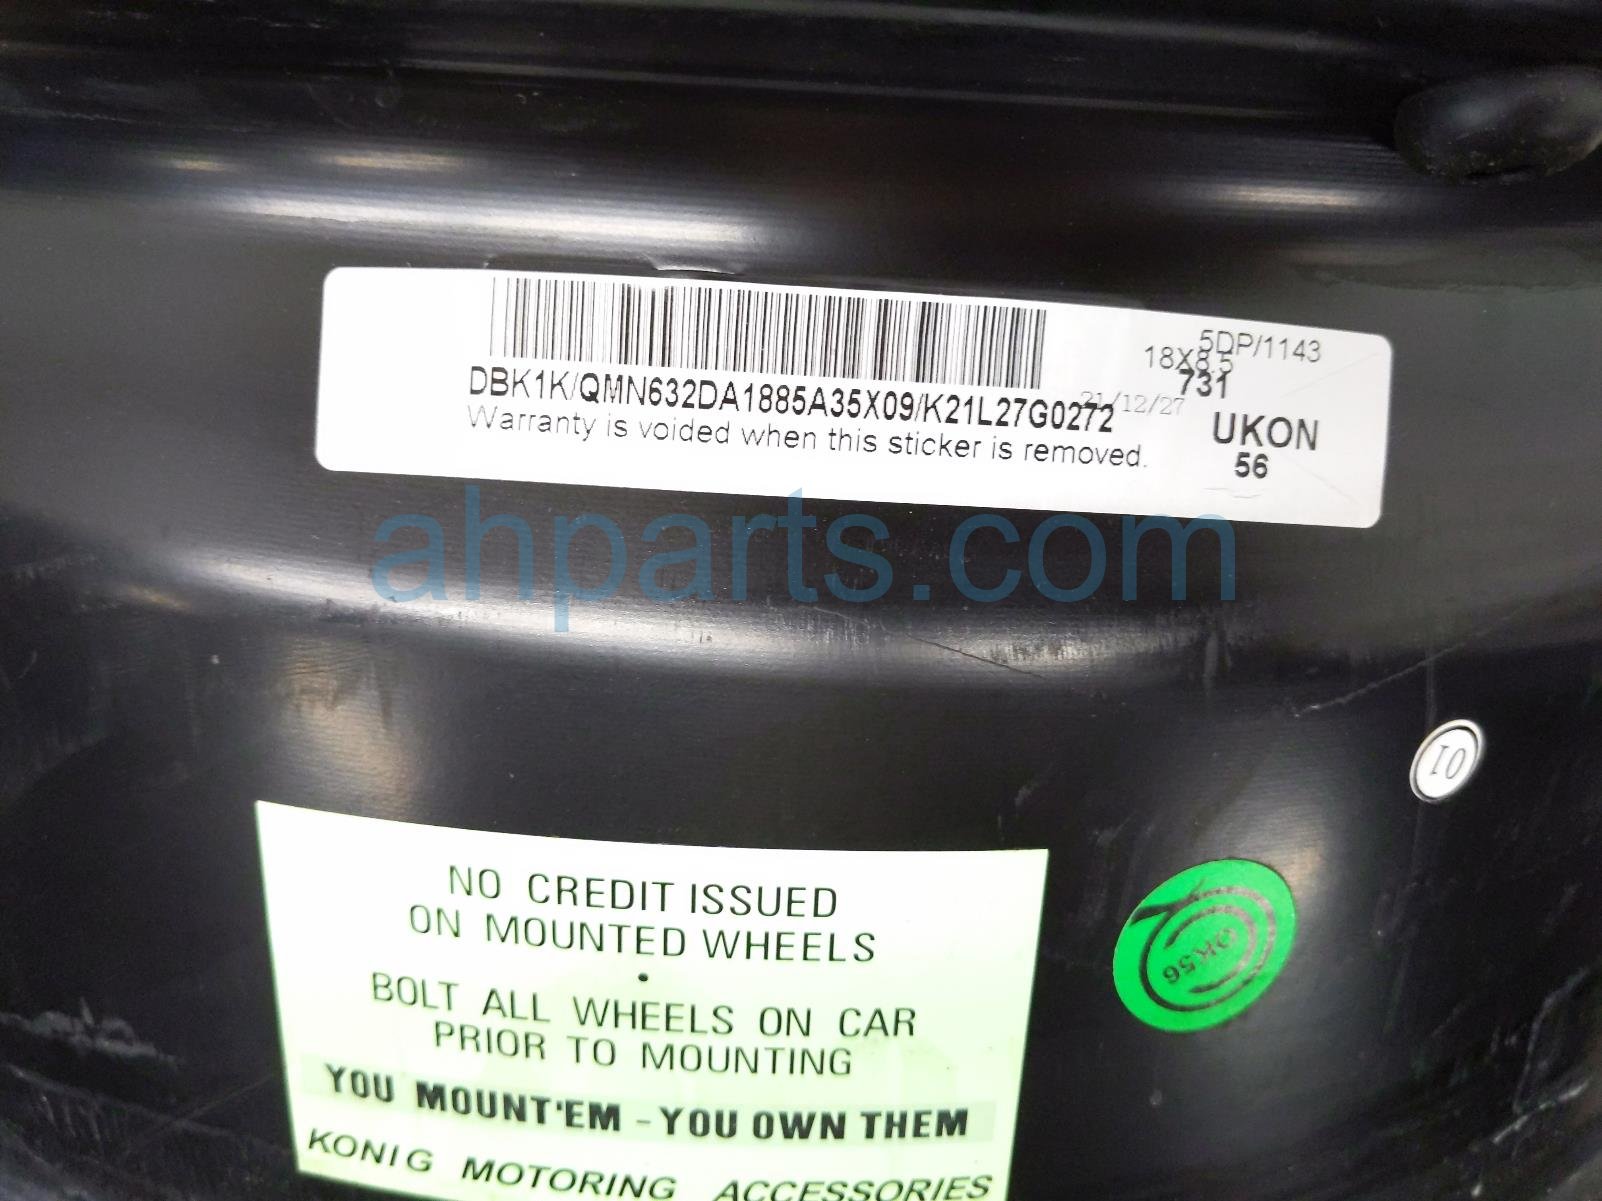 5DP/1143
18X8.5
731
DBK1K/QMN632DA1885A35X09/K21L27G0272
21/12/27
UKON
Warranty is voided when this sticker is removed.
56
ahparts.com
01
OK56
NO CREDIT ISSUED
ON MOUNTED WHEELS
•
BOLT ALL WHEELS ON CAR
PRIOR TO MOUNTING
YOU MOUNT'EM - YOU OWN THEM
KONIG MOTORING ACCESSORIES